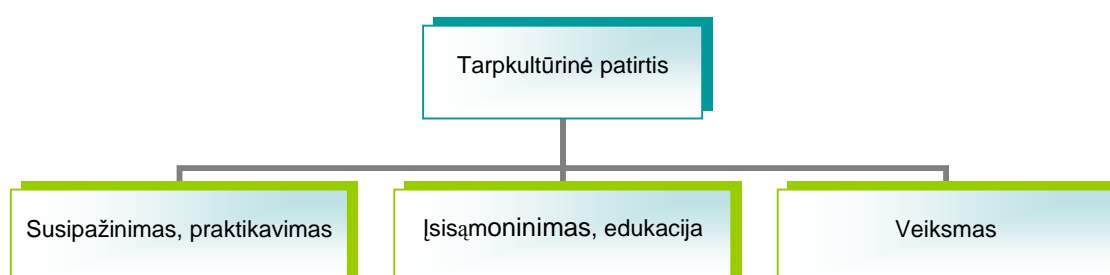 Tarpkultūrinė patirtis
Susipažinimas, praktikavimas
Įsisąmoninimas, edukacija
Veiksmas